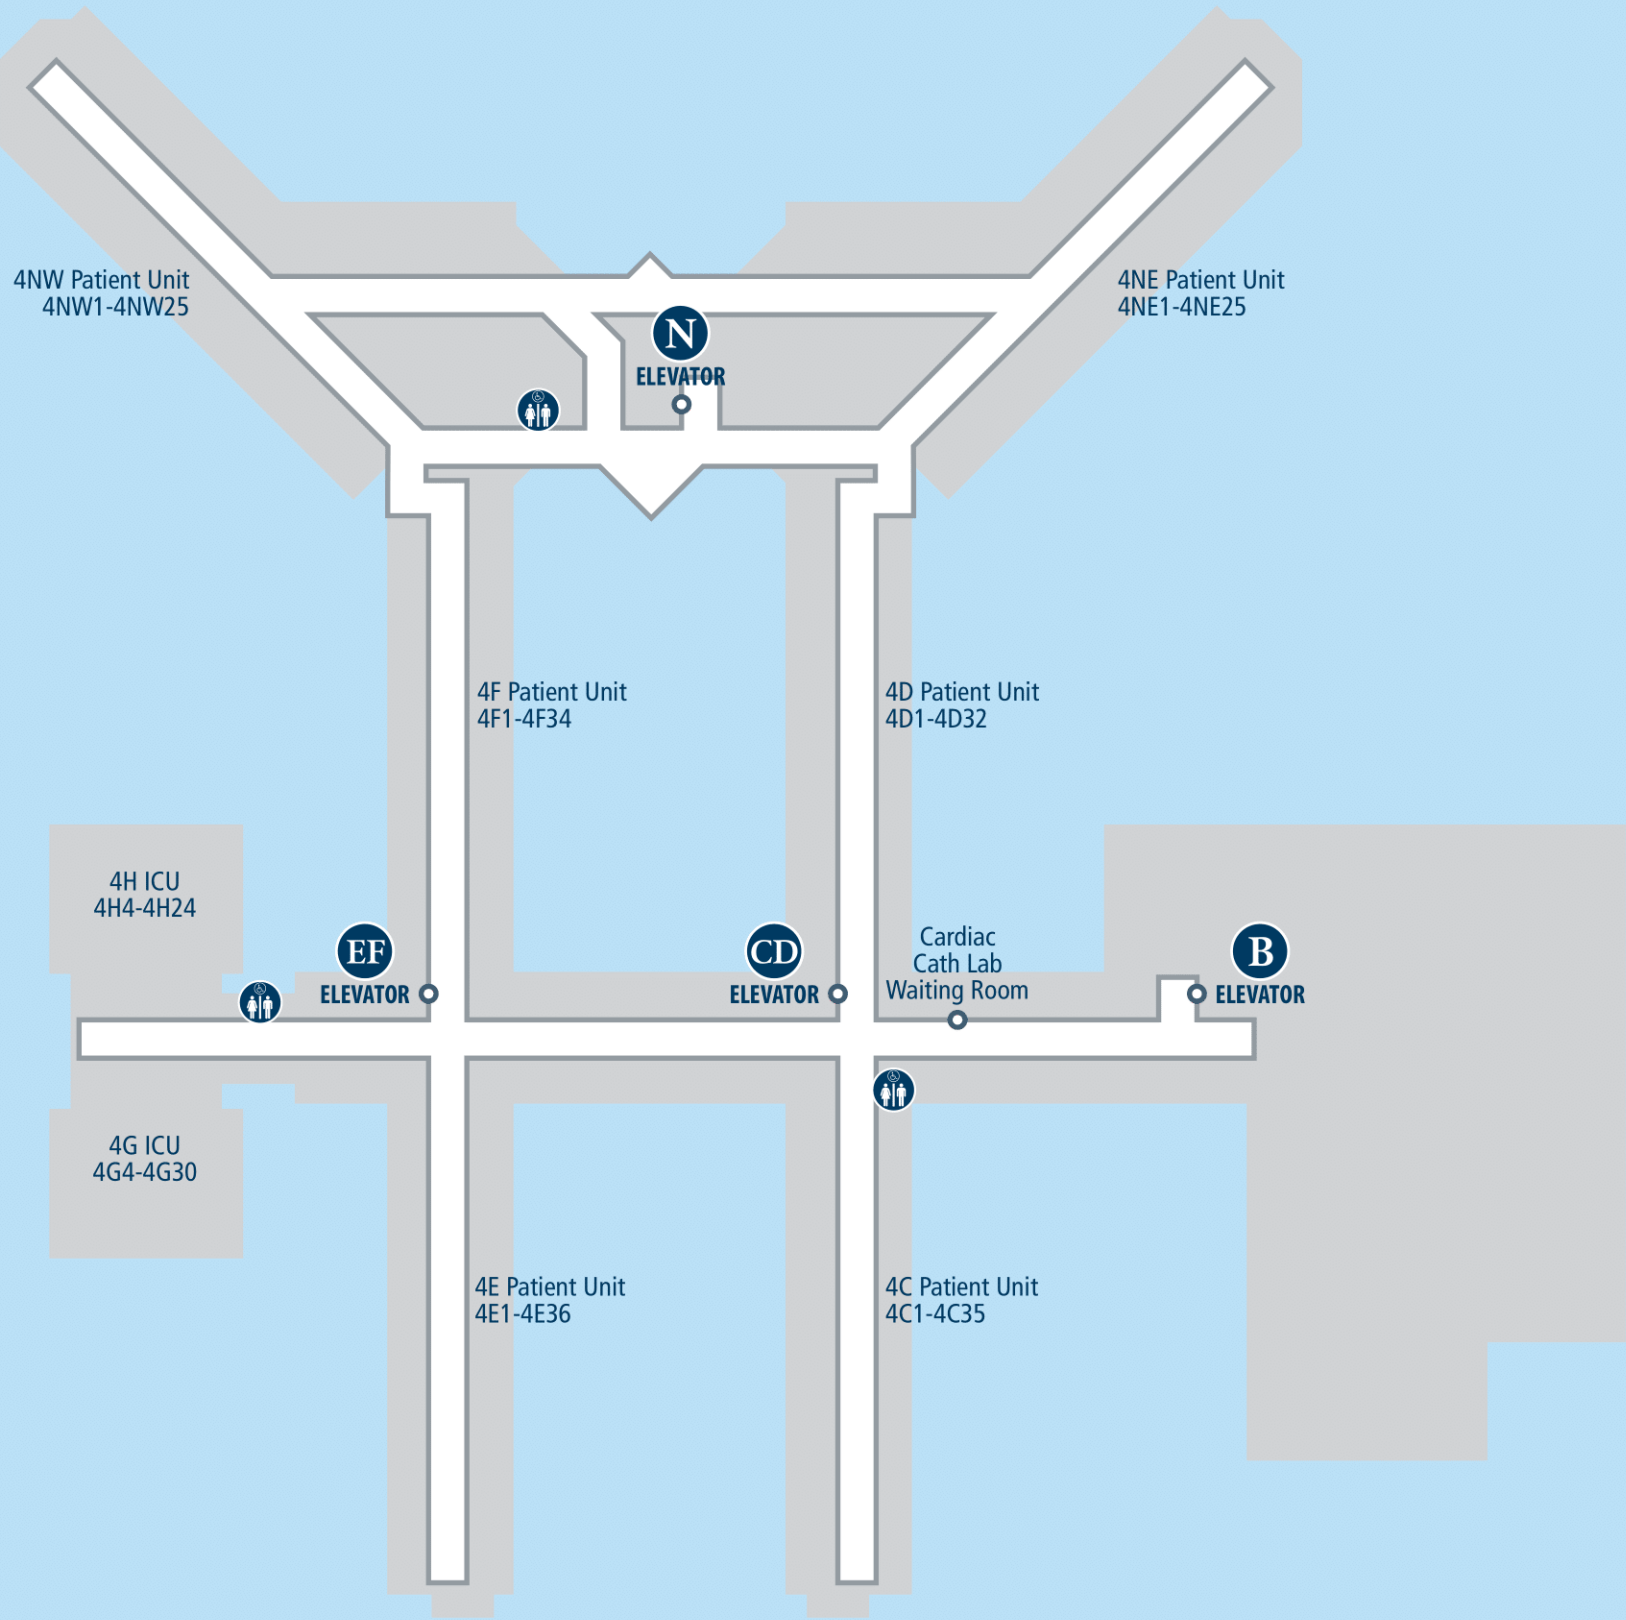 4NW Patient Unit
4NW1-4NW25
4NE Patient Unit
4NE1-4NE25
N
ELEVATOR
4F Patient Unit
4F1-4F34
4D Patient Unit
4D1-4D32
4H ICU
4H4-4H24
EF
ELEVATOR
CD
ELEVATOR
Cardiac
Cath Lab
Waiting Room
B
ELEVATOR
4G ICU
4G4-4G30
4E Patient Unit
4E1-4E36
4C Patient Unit
4C1-4C35